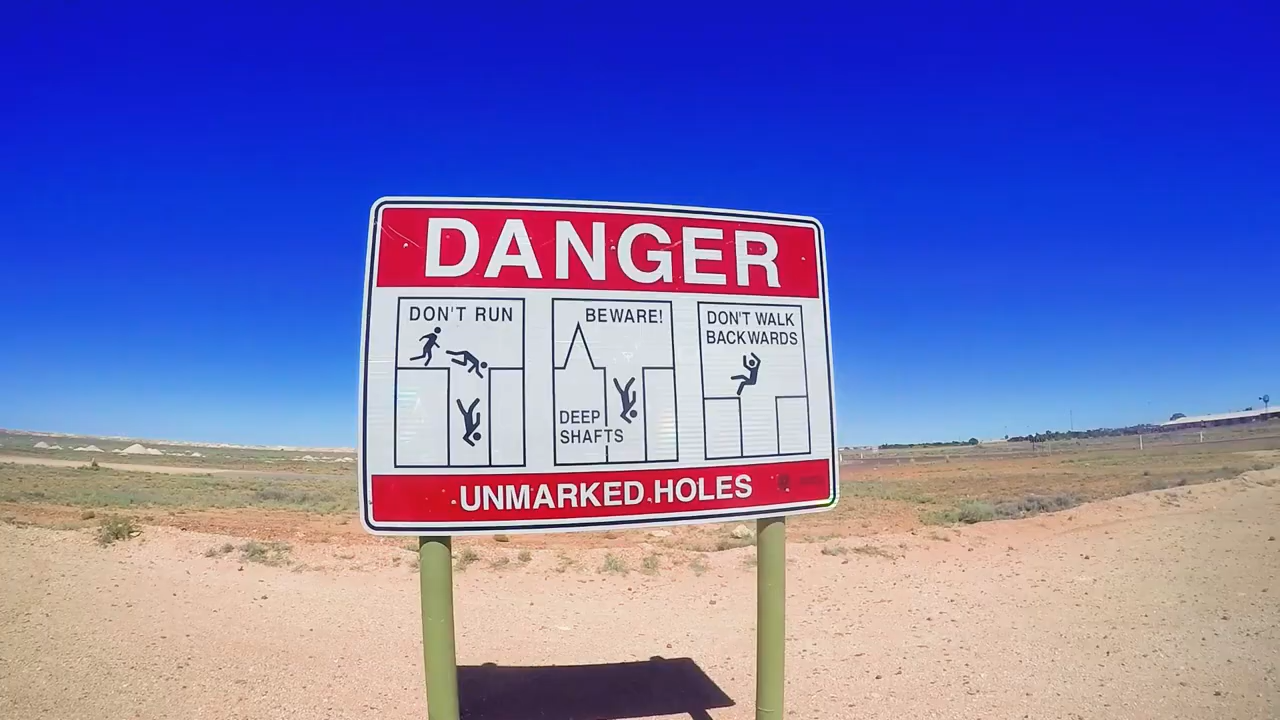 DANGER
DON'T RUN
BEWARE!
DEEP
SHAFTS
DON'T WALK
BACKWARDS
UNMARKED HOLES